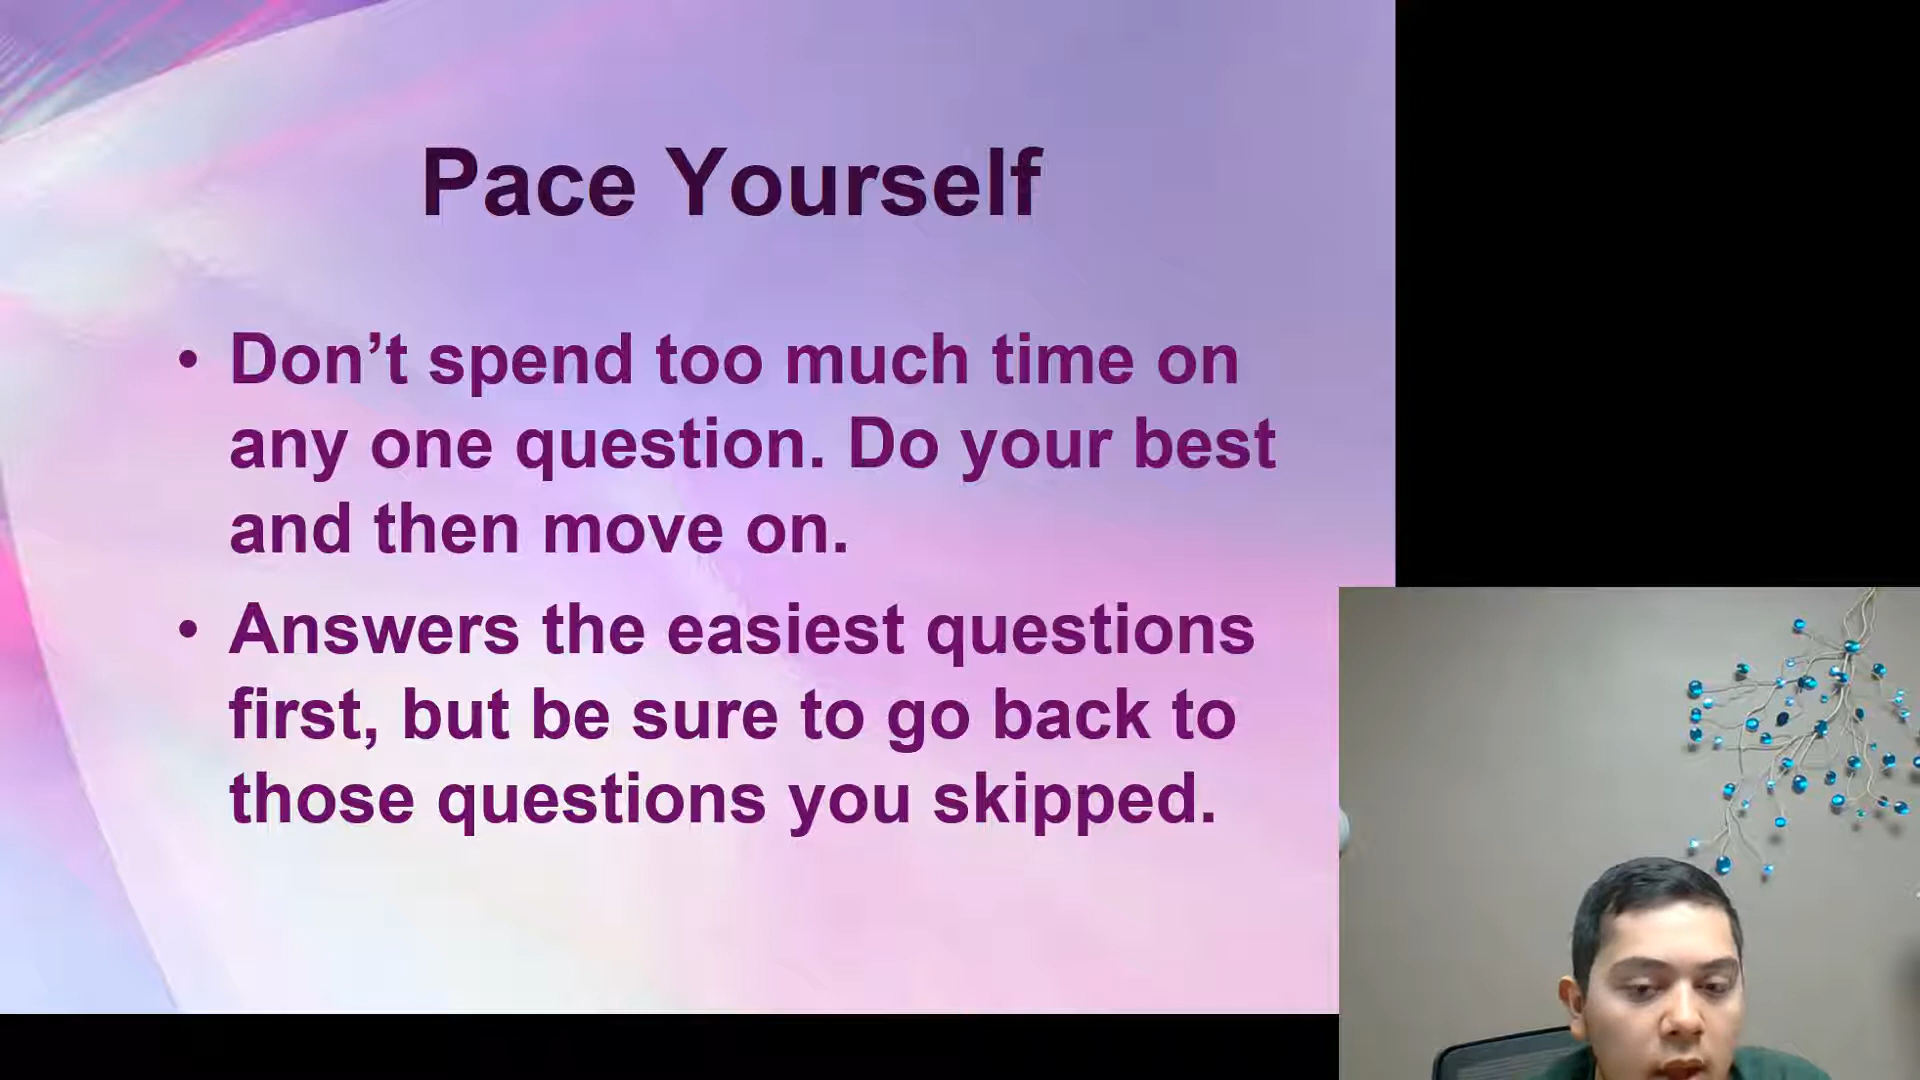 Pace Yourself
• Don’t spend too much time on
any one question. Do your best
and then move on.
• Answers the easiest questions
first, but be sure to go back to
those questions you skipped.